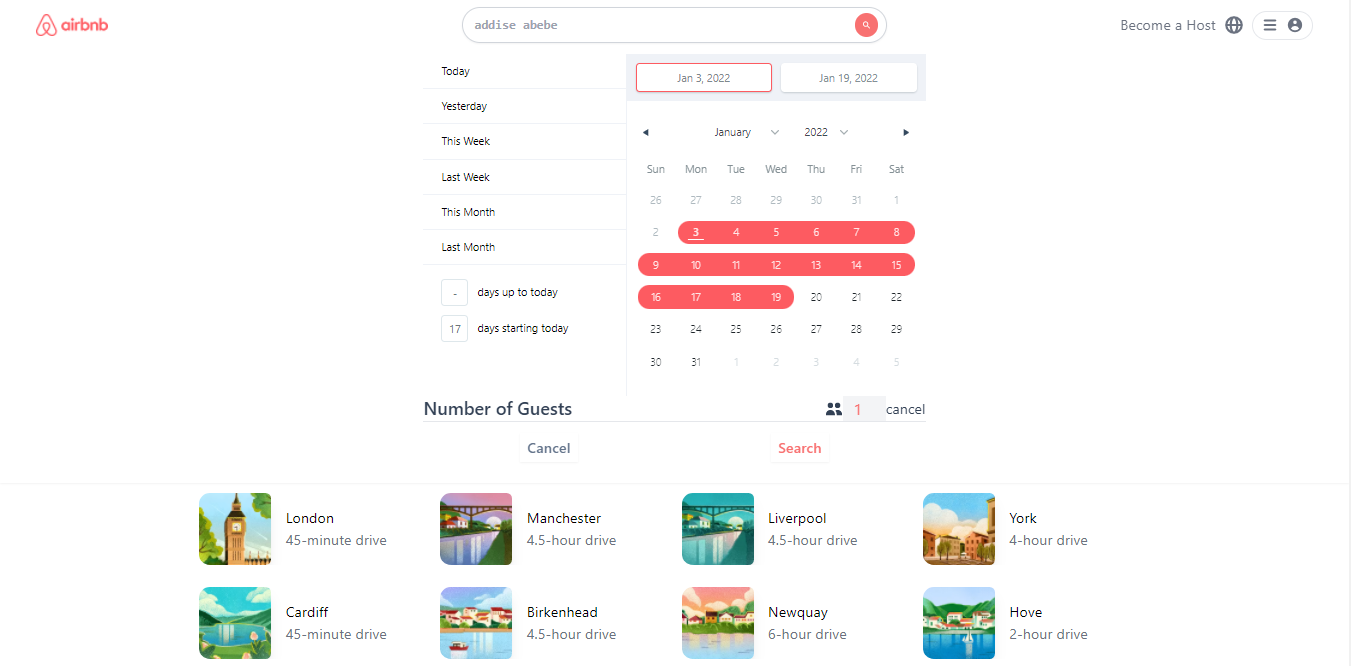 airbnb
addise abebe
Become a Host
Today
Yesterday
This Week
Last Week
This Month
Last Month
- days up to today
17 days starting today
Jan 3, 2022 Jan 19, 2022
January 2022
Sun Mon Tue Wed Thu Fri Sat
26 27 28 29 30 31 1
2 3 4 5 6 7 8
9 10 11 12 13 14 15
16 17 18 19 20 21 22
23 24 25 26 27 28 29
30 31 1 2 3 4 5
Number of Guests 1 cancel
Cancel Search
London
45-minute drive
Manchester
4.5-hour drive
Liverpool
4.5-hour drive
York
4-hour drive
Cardiff
45-minute drive
Birkenhead
4.5-hour drive
Newquay
6-hour drive
Hove
2-hour drive